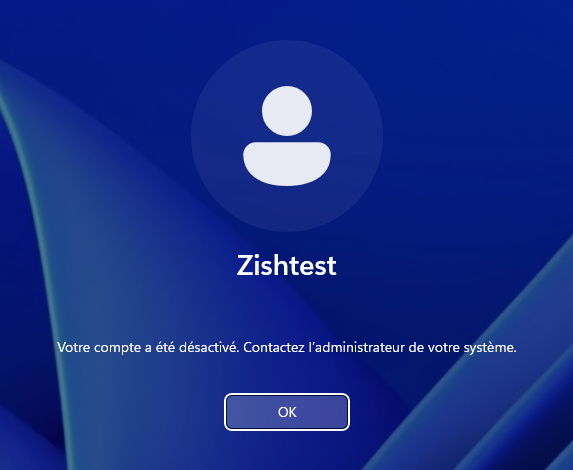 Zishtest
Votre compte a été désactivé. Contactez l'administrateur de votre système.
OK